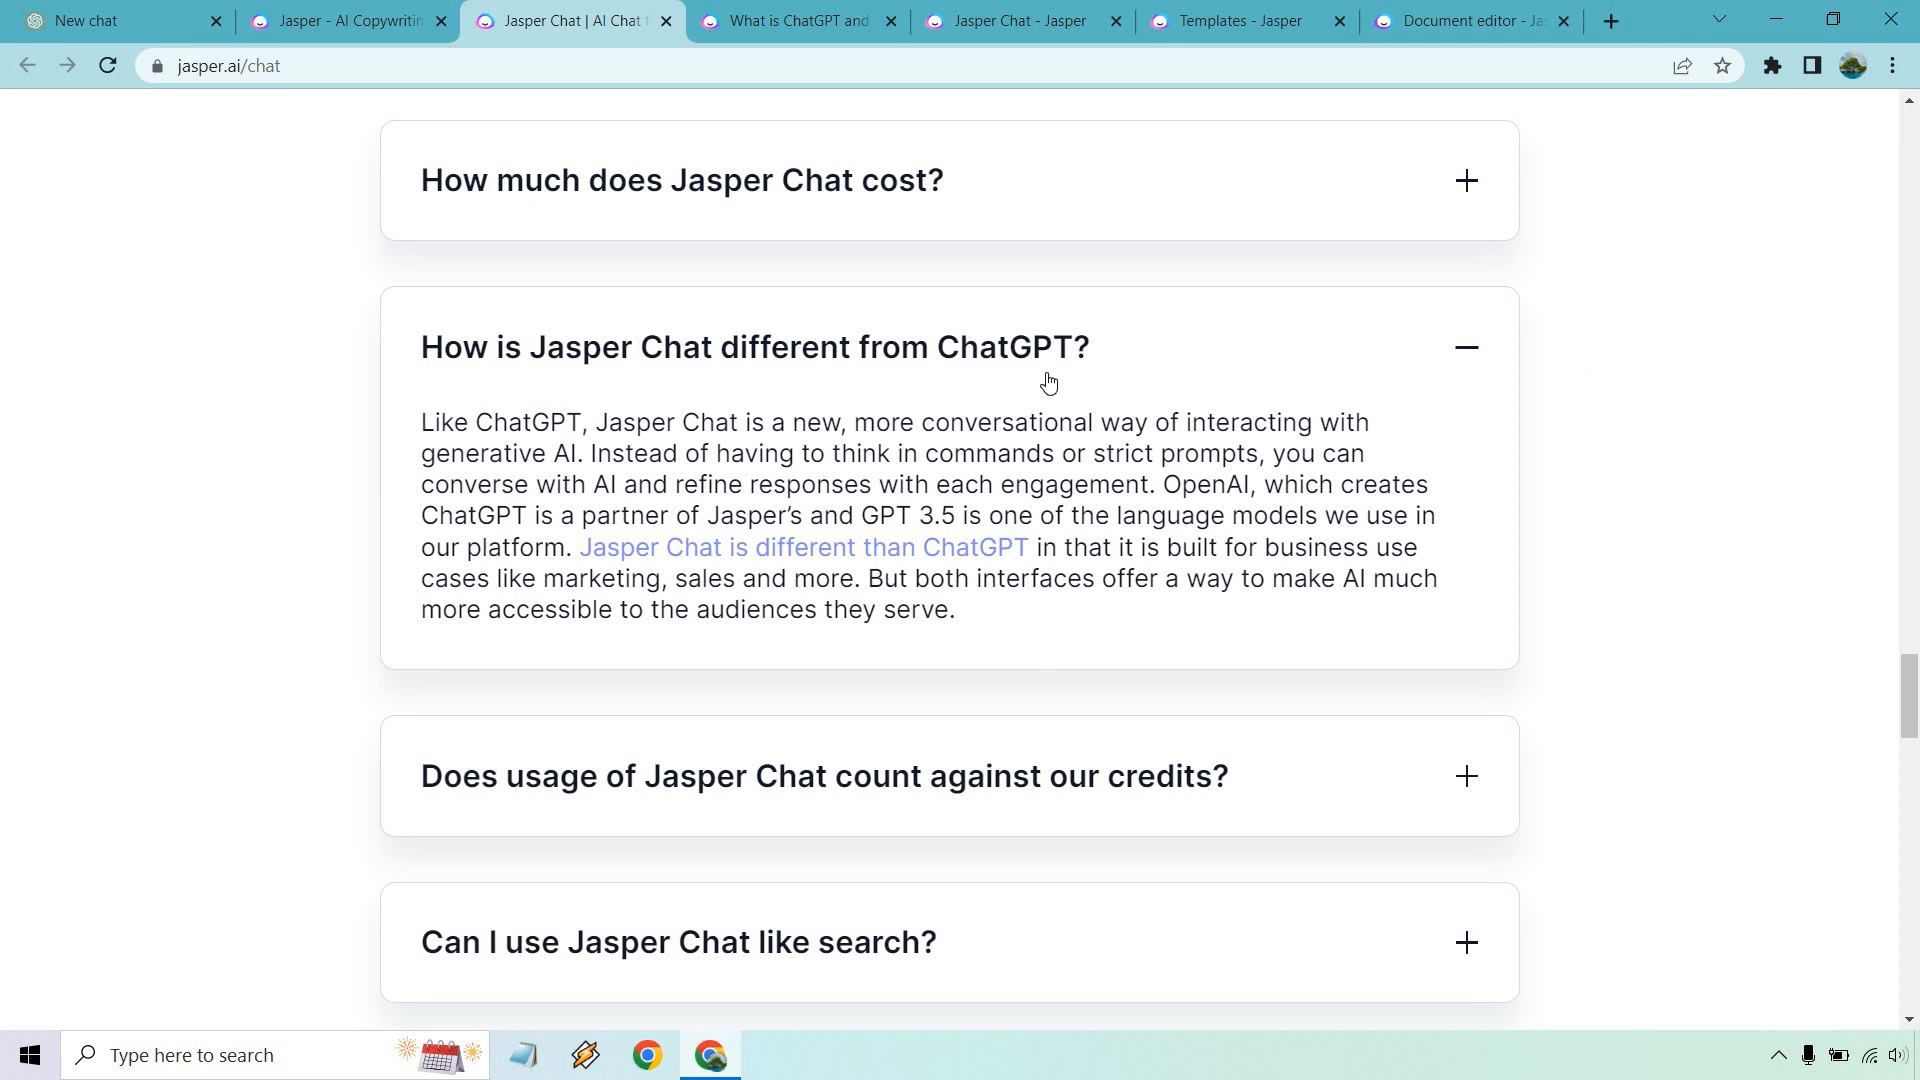 New chat
Jasper - AI Copywritin
Jasper Chat | AI Chat
What is ChatGPT and
Jasper Chat - Jasper
Templates - Jasper
Document editor - Ja
jasper.ai/chat
How much does Jasper Chat cost?
How is Jasper Chat different from ChatGPT?
Like ChatGPT, Jasper Chat is a new, more conversational way of interacting with
generative AI. Instead of having to think in commands or strict prompts, you can
converse with AI and refine responses with each engagement. OpenAI, which creates
ChatGPT is a partner of Jasper’s and GPT 3.5 is one of the language models we use in
our platform. Jasper Chat is different than ChatGPT in that it is built for business use
cases like marketing, sales and more. But both interfaces offer a way to make AI much
more accessible to the audiences they serve.
Does usage of Jasper Chat count against our credits?
Can I use Jasper Chat like search?
Type here to search